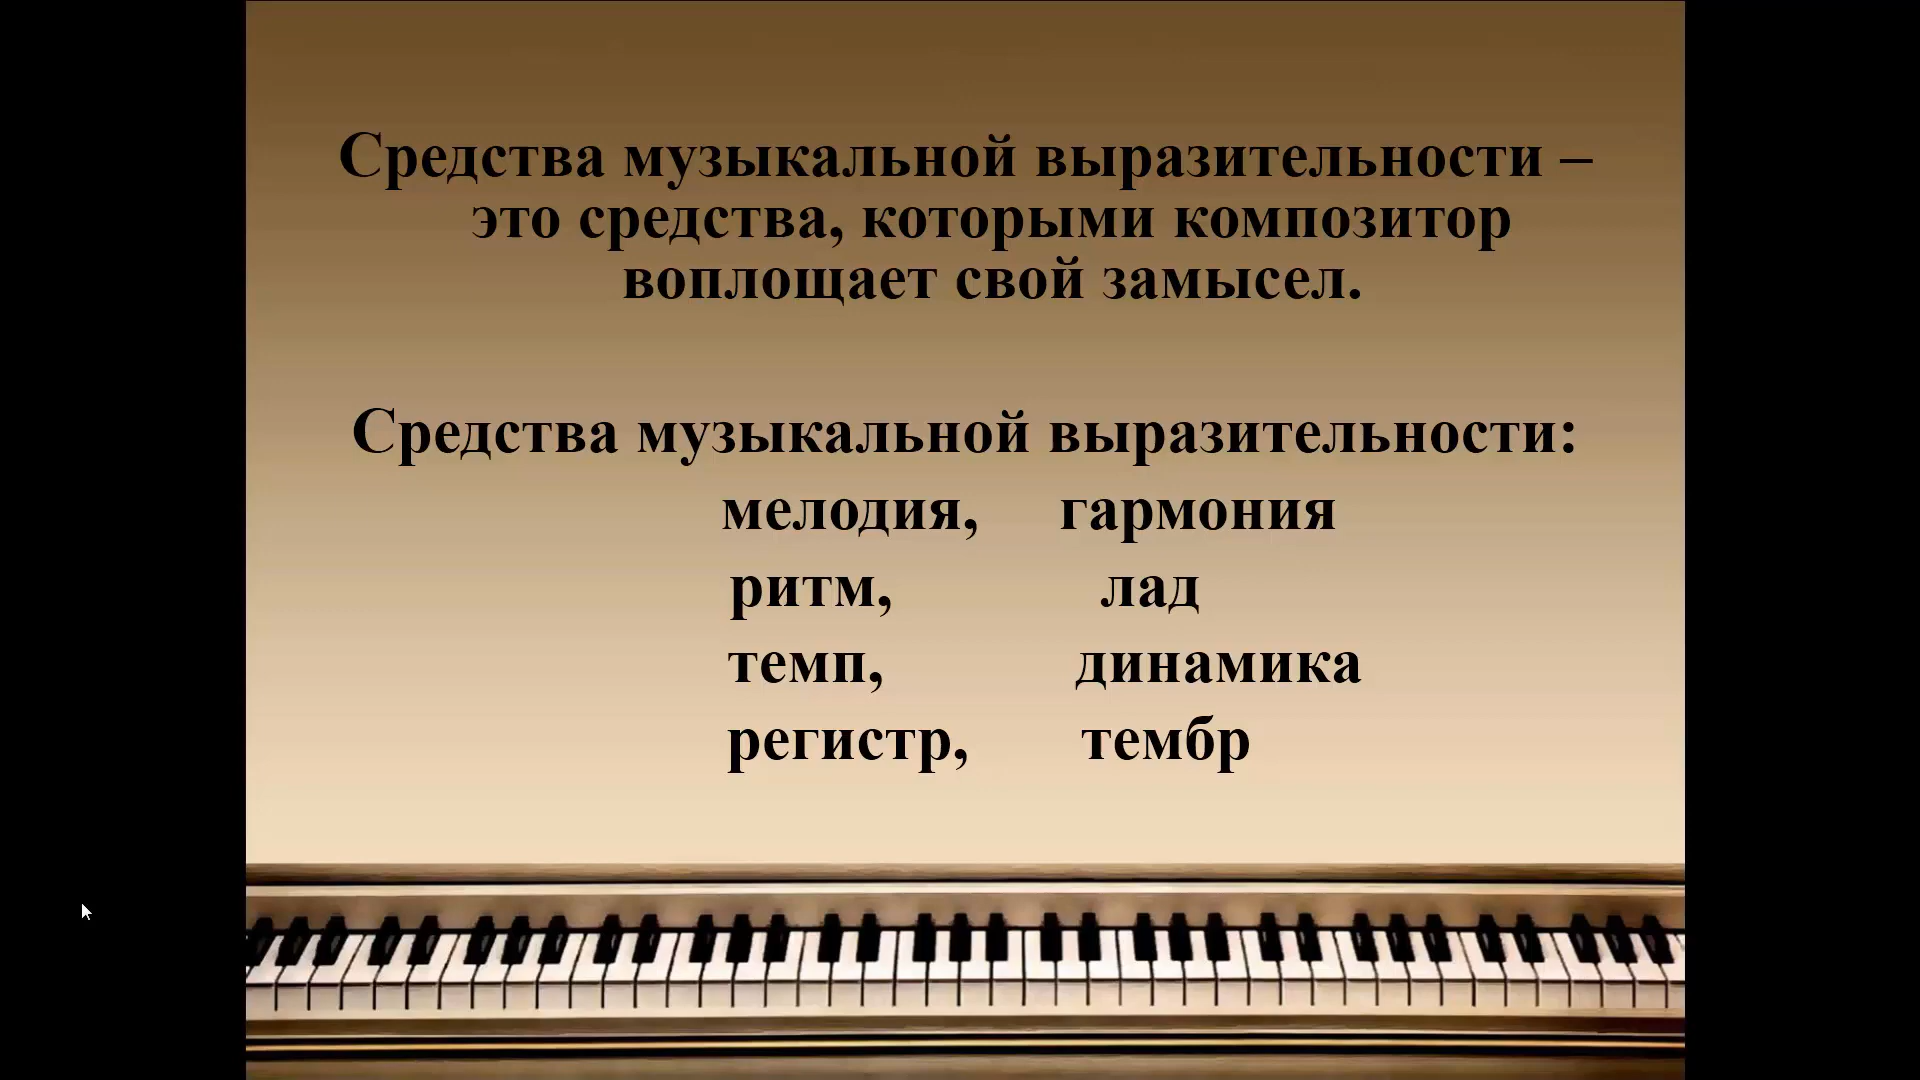 Средства музыкальной выразительности –
это средства, которыми композитор
воплощает свой замысел.
Средства музыкальной выразительности:
мелодия, гармония
ритм, лад
темп, динамика
регистр, тембр